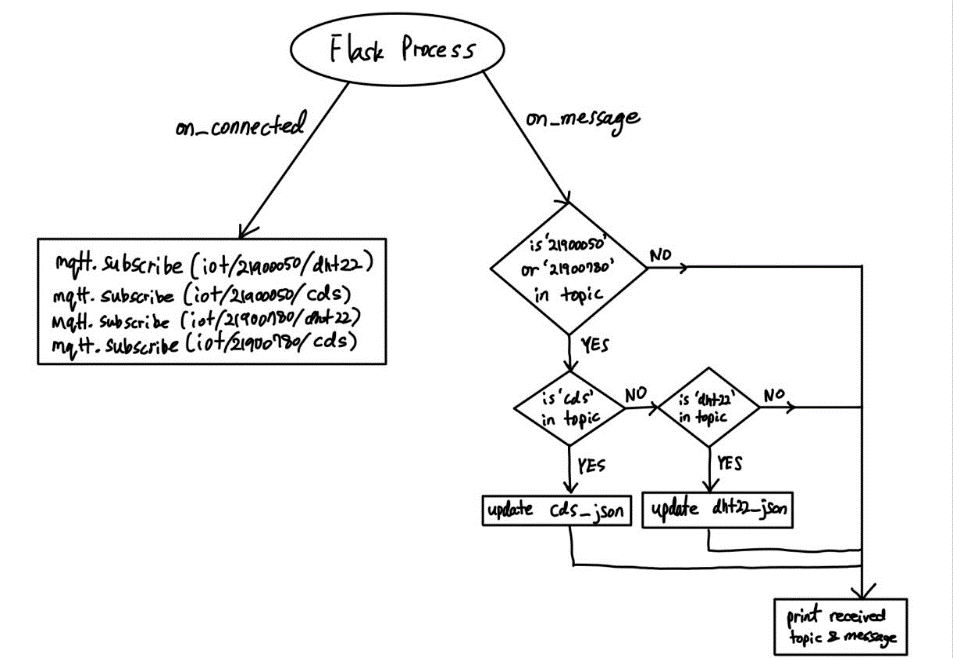 Flask Process
on_connected
on_message
mqtt.subscribe (iot/21900050/dht22)
mqtt.subscribe (iot/21900050/cds)
mqtt.subscribe (iot/21900780/dht22)
mqtt.subscribe (iot/21900780/cds)
is '21900050'
or '21900780'
in topic
NO
YES
is 'cds'
in topic
NO
is 'dht22'
in topic
NO
YES
YES
update cds_json
update dht22_json
print received
topic & message